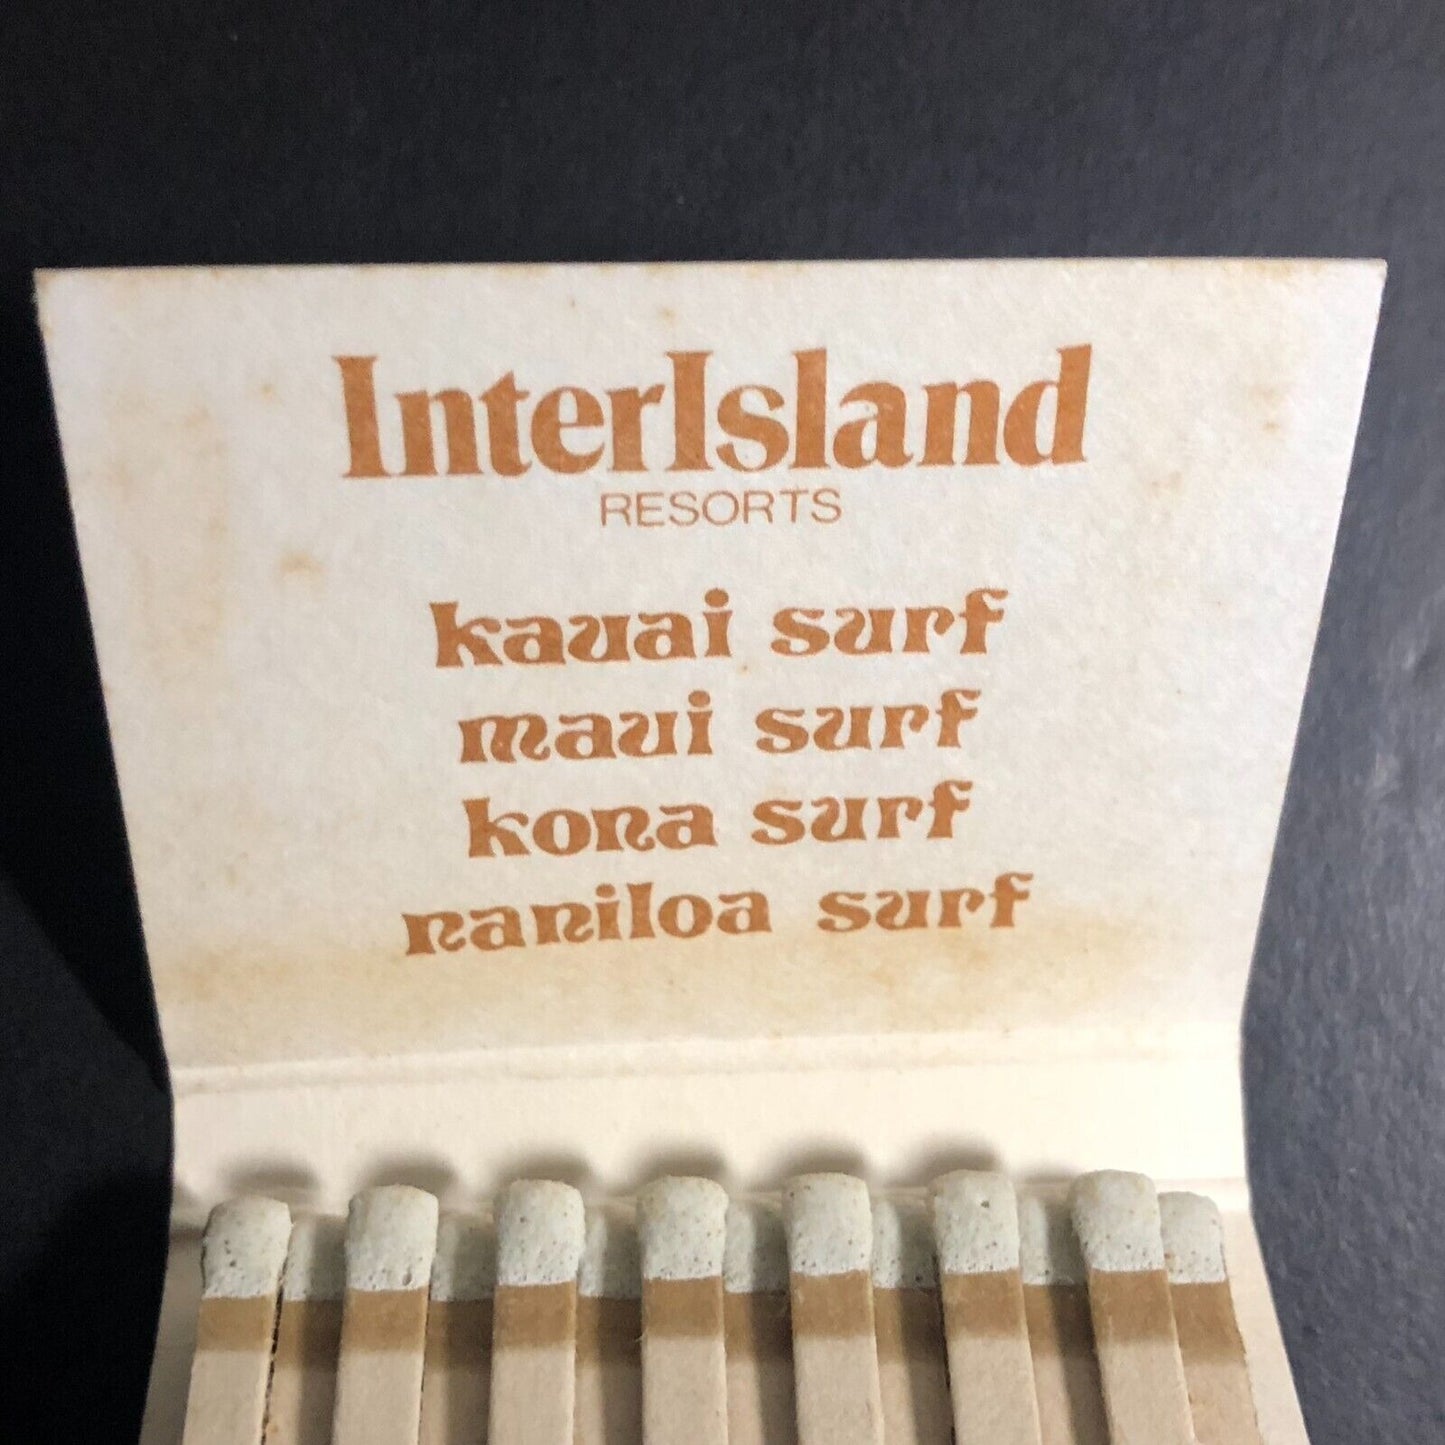 InterIsland
RESORTS
kauai surf
maui surf
kona surf
naniloa surf